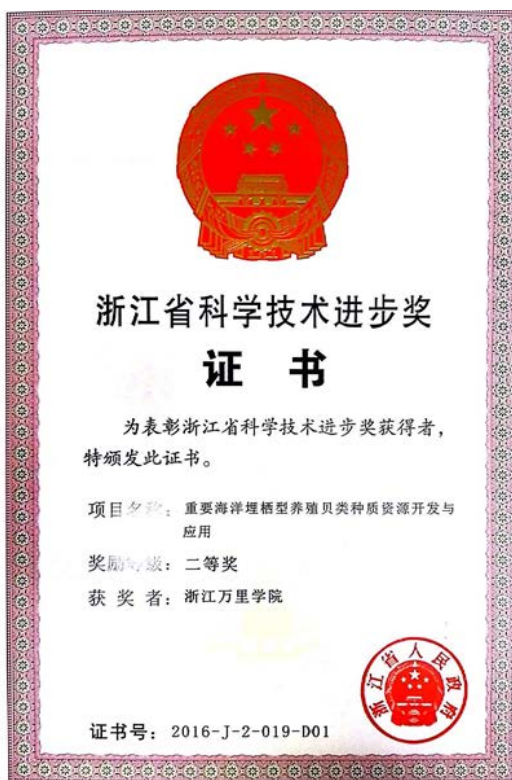 浙江省科学技术进步奖
证书
为表彰浙江省科学技术进步奖获得者，
特颁发此证书。
项目名称：重要海洋埋栖型养殖贝类种质资源开发与
应用
奖励等级：二等奖
获奖者：浙江万里学院
浙江省人民政府
证书号：2016-J-2-019-D01